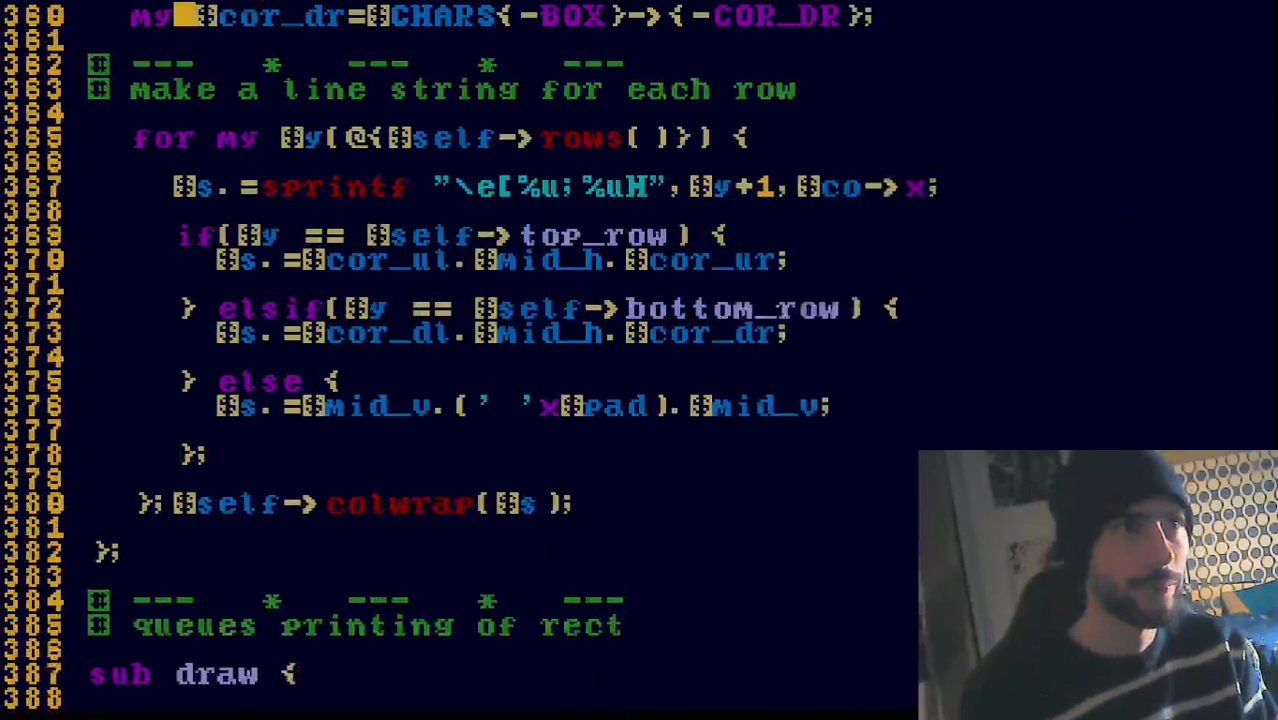 360 my $cor_dr=$CHARS{-BOX}->{-COR_DR};
361
362 # --- * --- * ---
363 # make a line string for each row
364
365 for my $y(@{$self->rows()}) {
366
367 $s.=sprintf "\e[%u;%uH",$y+1,$co->x;
368
369 if($y == $self->top_row) {
370 $s.=$cor_ul.$mid_h.$cor_ur;
371
372 } elsif($y == $self->bottom_row) {
373 $s.=$cor_dl.$mid_h.$cor_dr;
374
375 } else {
376 $s.=$mid_v.(' 'x$pad).$mid_v;
377
378 };
379
380 };$self->colwrap($s);
381
382 };
383
384 # --- * --- * ---
385 # queues printing of rect
386
387 sub draw {
388